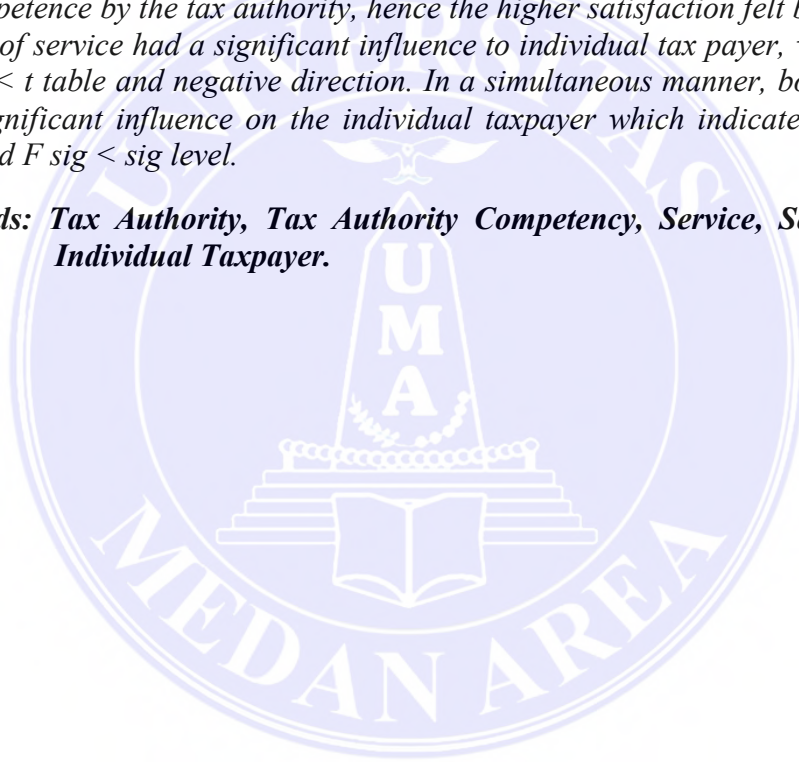 petence by the tax authority, hence the higher satisfaction felt b
of service had a significant influence to individual tax payer,
< t table and negative direction. In a simultaneous manner, bo
gnificant influence on the individual taxpayer which indicate
d F sig < sig level.
ds: Tax Authority, Tax Authority Competency, Service, S
Individual Taxpayer.
UNIVERSITAS
U
M
A
MEDAN AREA